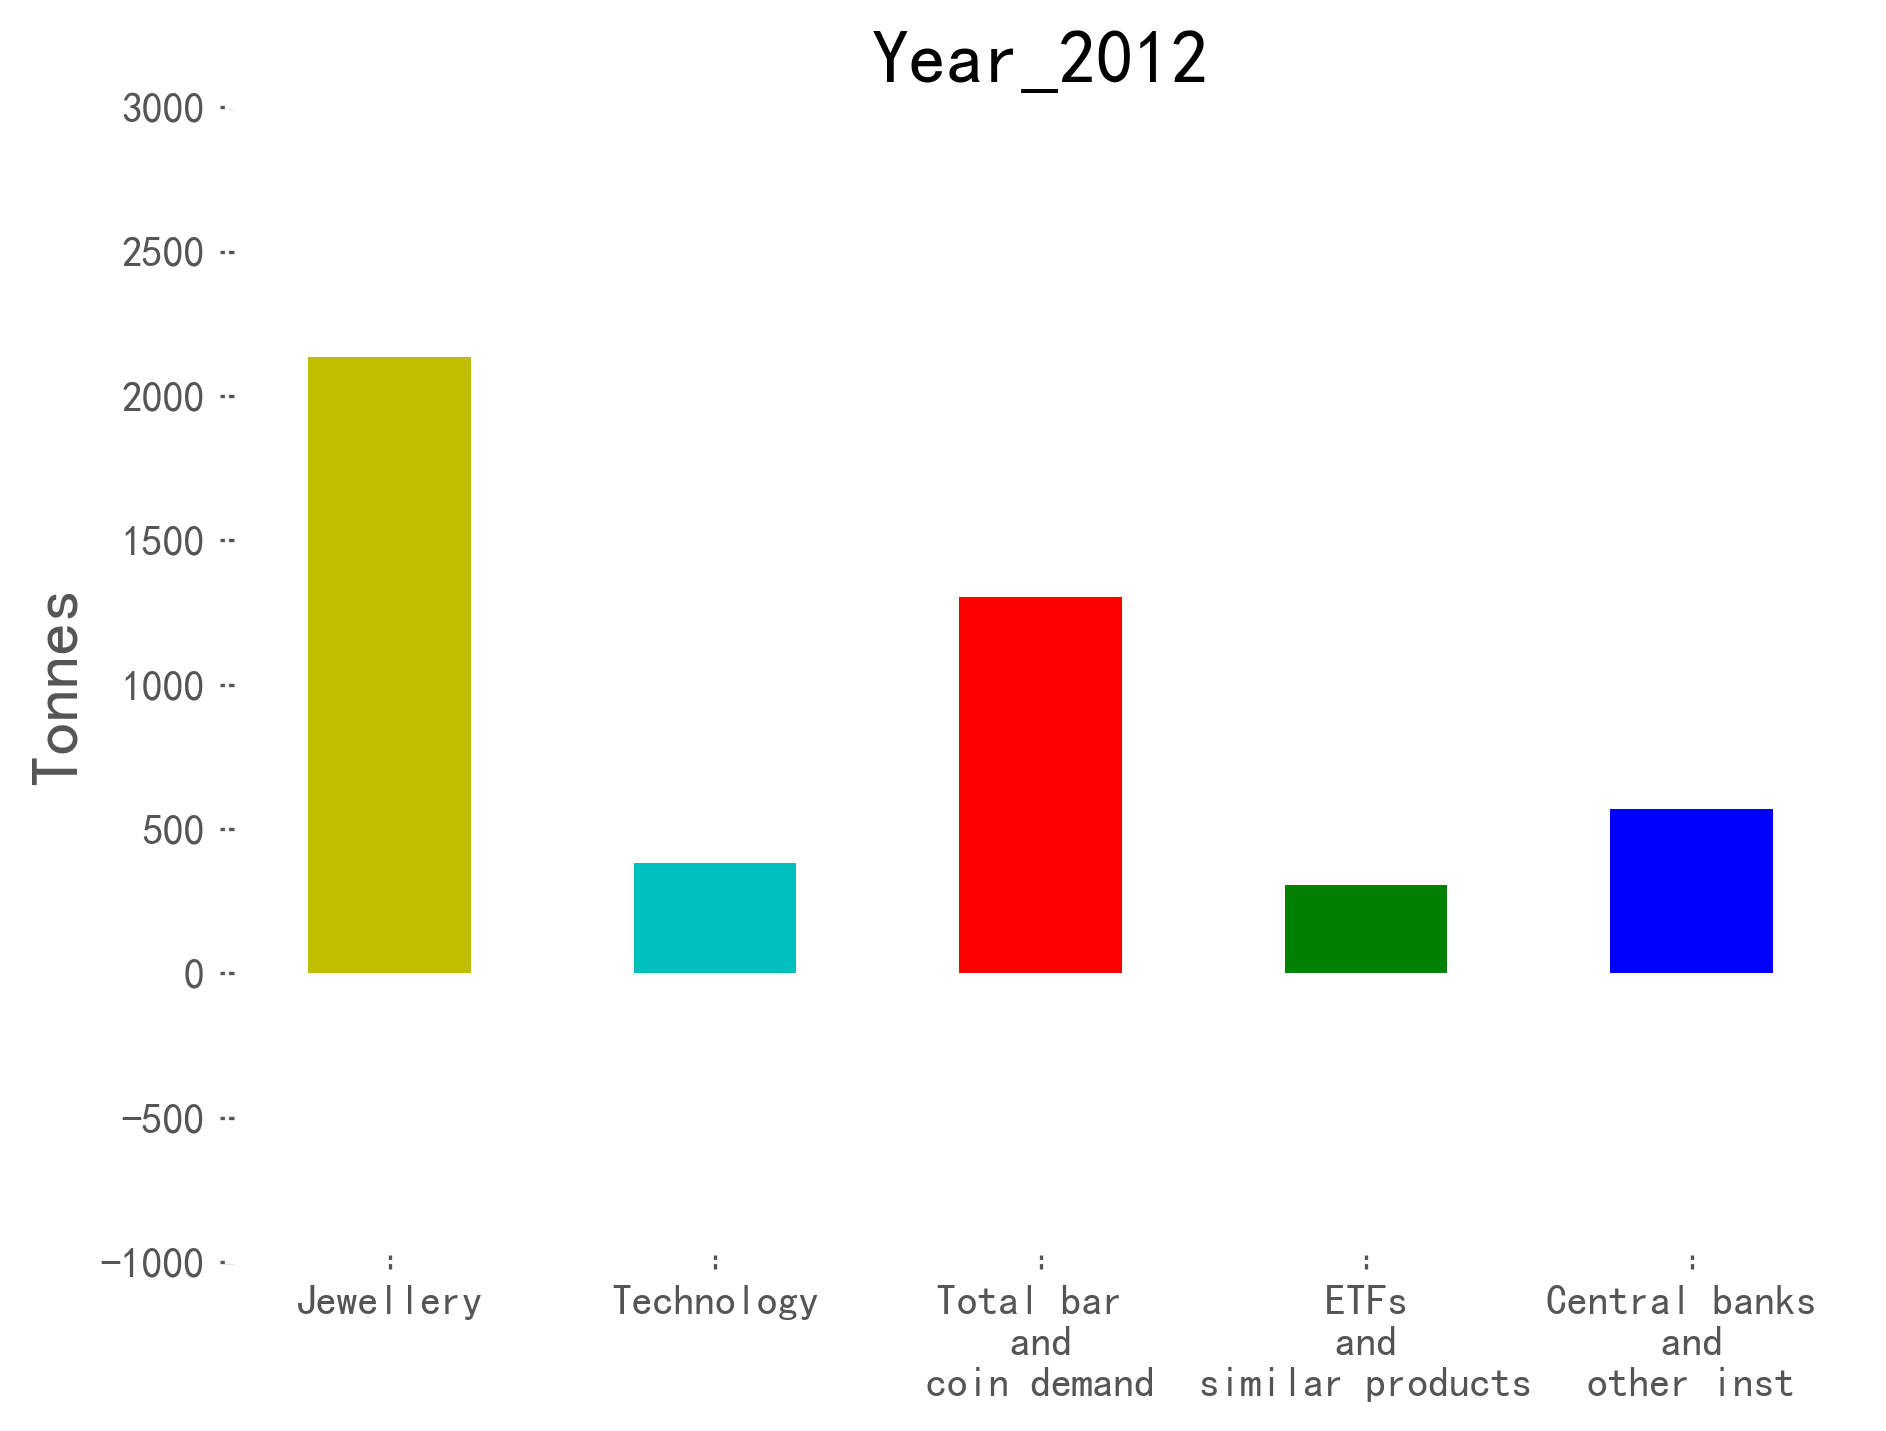 Year_2012
3000
2500
2000
1500
1000
500
0
−500
−1000
Tonnes
Jewellery
Technology
Total bar
and
coin demand
ETFs
and
similar products
Central banks
and
other inst